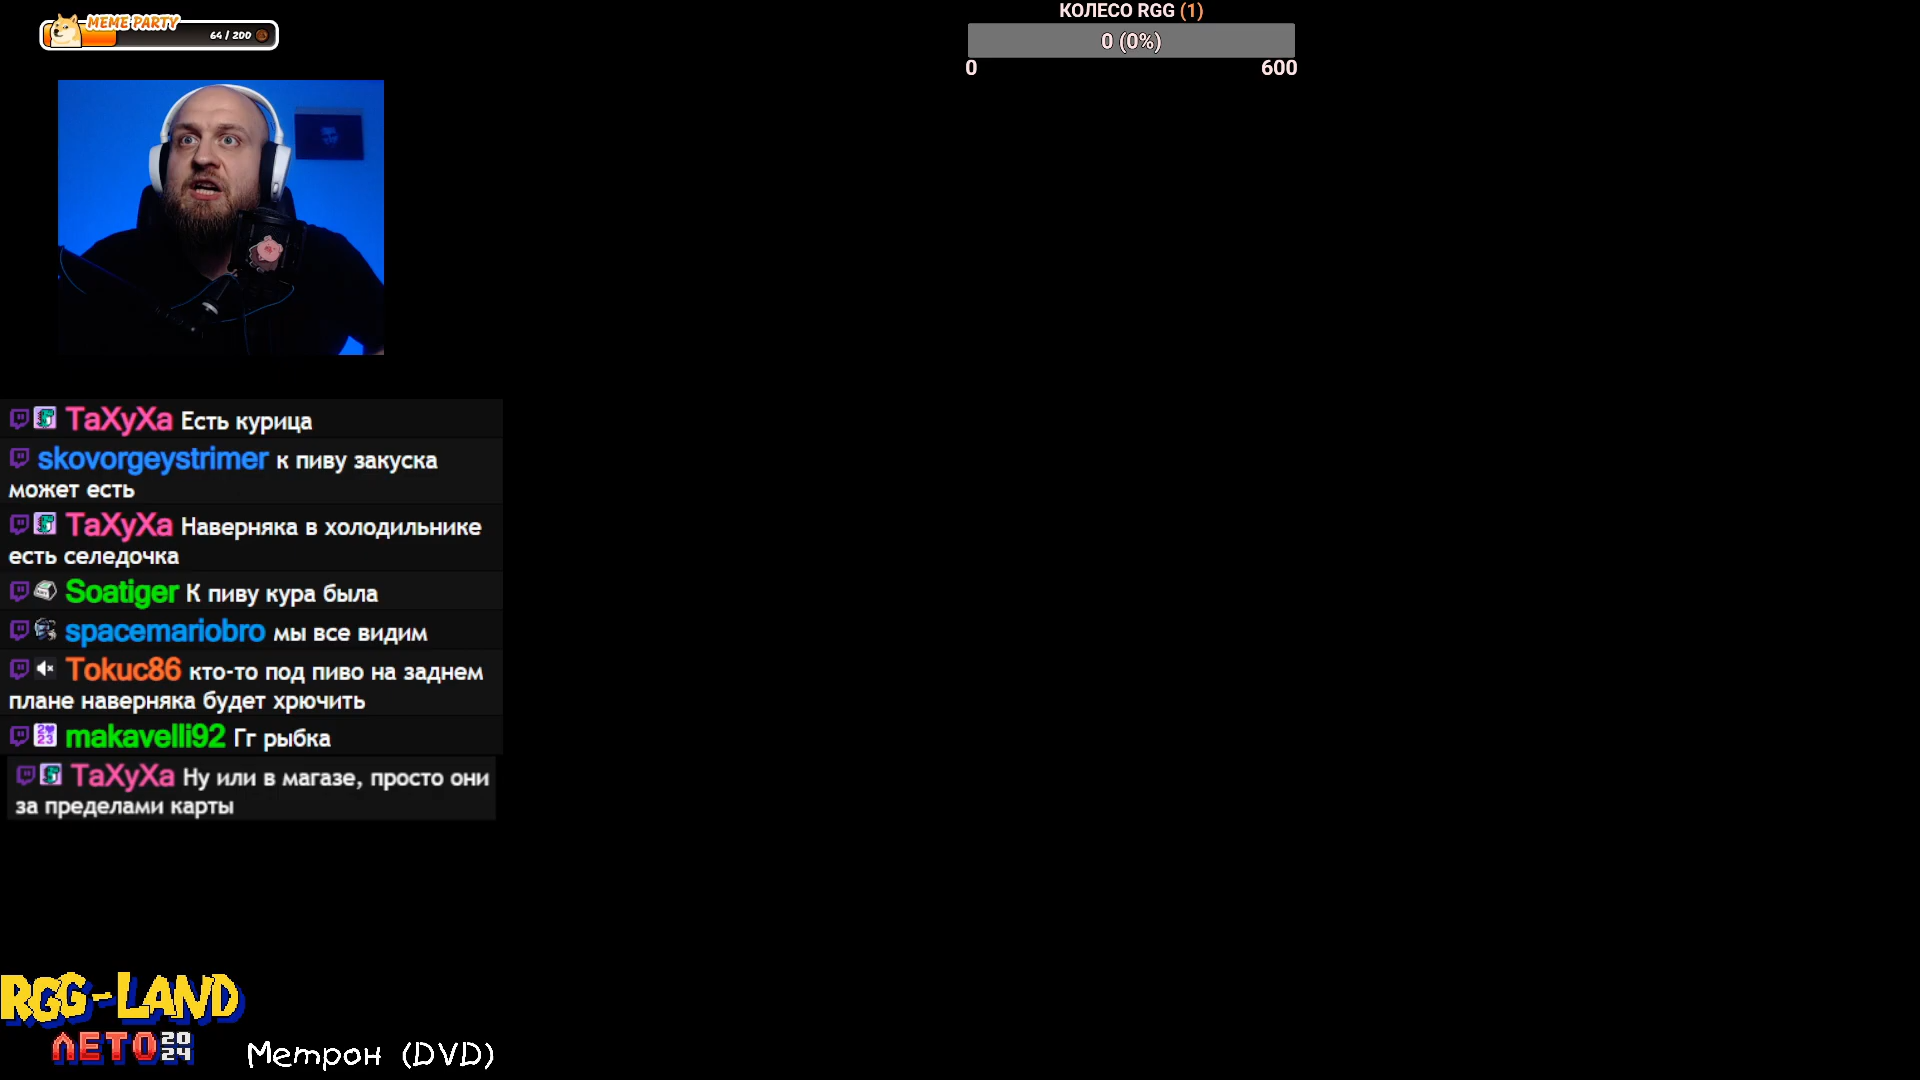 MEME PARTY
64 / 200
КОЛЕСО RGG (1)
0 (0%)
0
600
TaXyXa Есть курица
skovorgeystrimer к пиву закуска
может есть
TaXyXa Наверняка в холодильнике
есть селедочка
Soatiger К пиву кура была
spacemariobro мы все видим
Tokuc86 кто-то под пиво на заднем
плане наверняка будет хрючить
makavelli92 Гг рыбка
TaXyXa Ну или в магазе, просто они
за пределами карты
RGG-LAND
ЛЕТО 2024
Метрон (DVD)